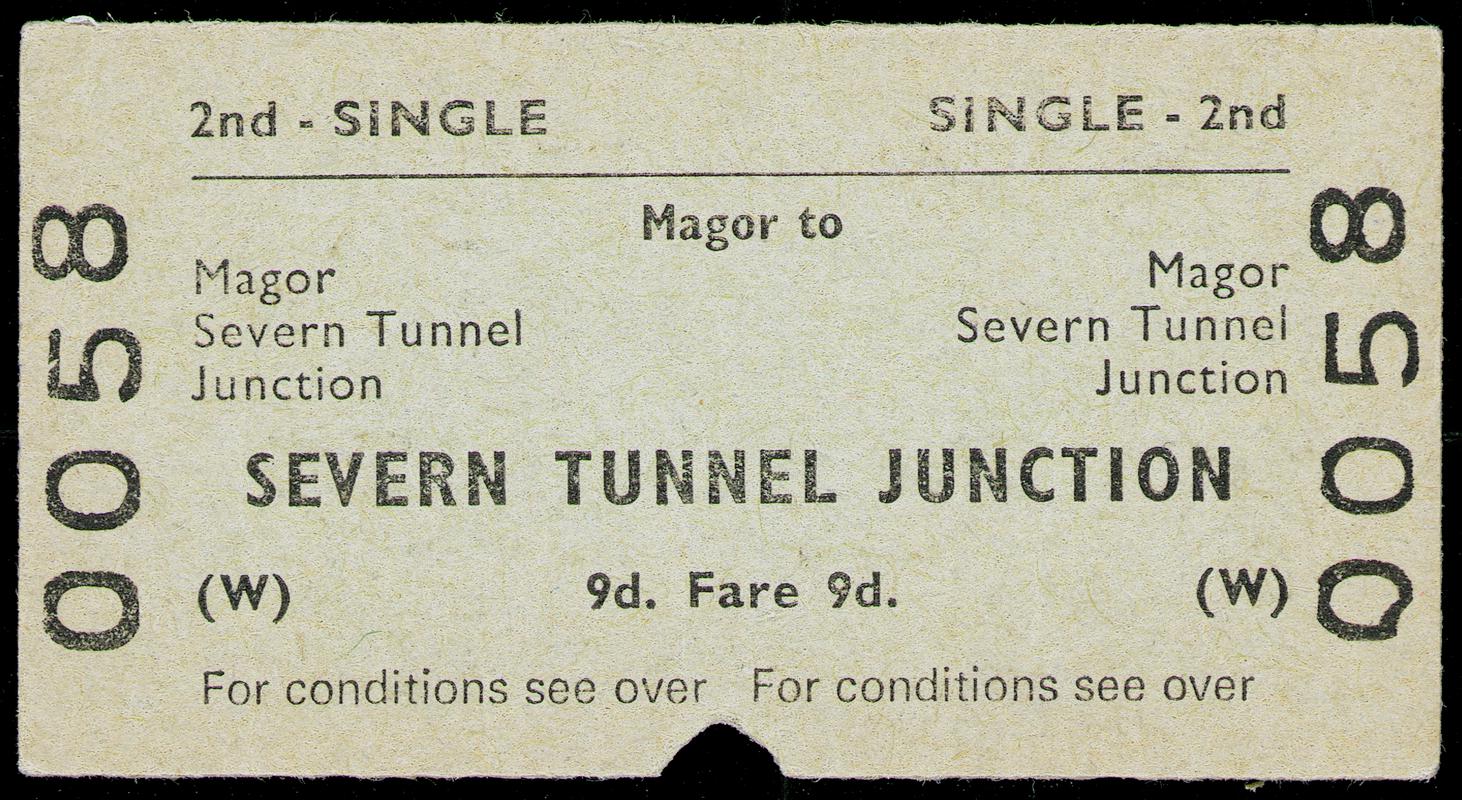 2nd - SINGLE SINGLE - 2nd
Magor to
Magor Magor
Severn Tunnel Severn Tunnel
Junction Junction
SEVERN TUNNEL JUNCTION
(W) 9d. Fare 9d. (W)
For conditions see over For conditions see over
0058
0058